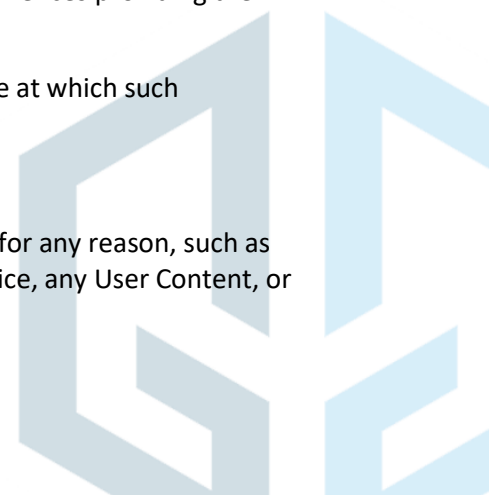 e at which such
for any reason, such as
ice, any User Content, or